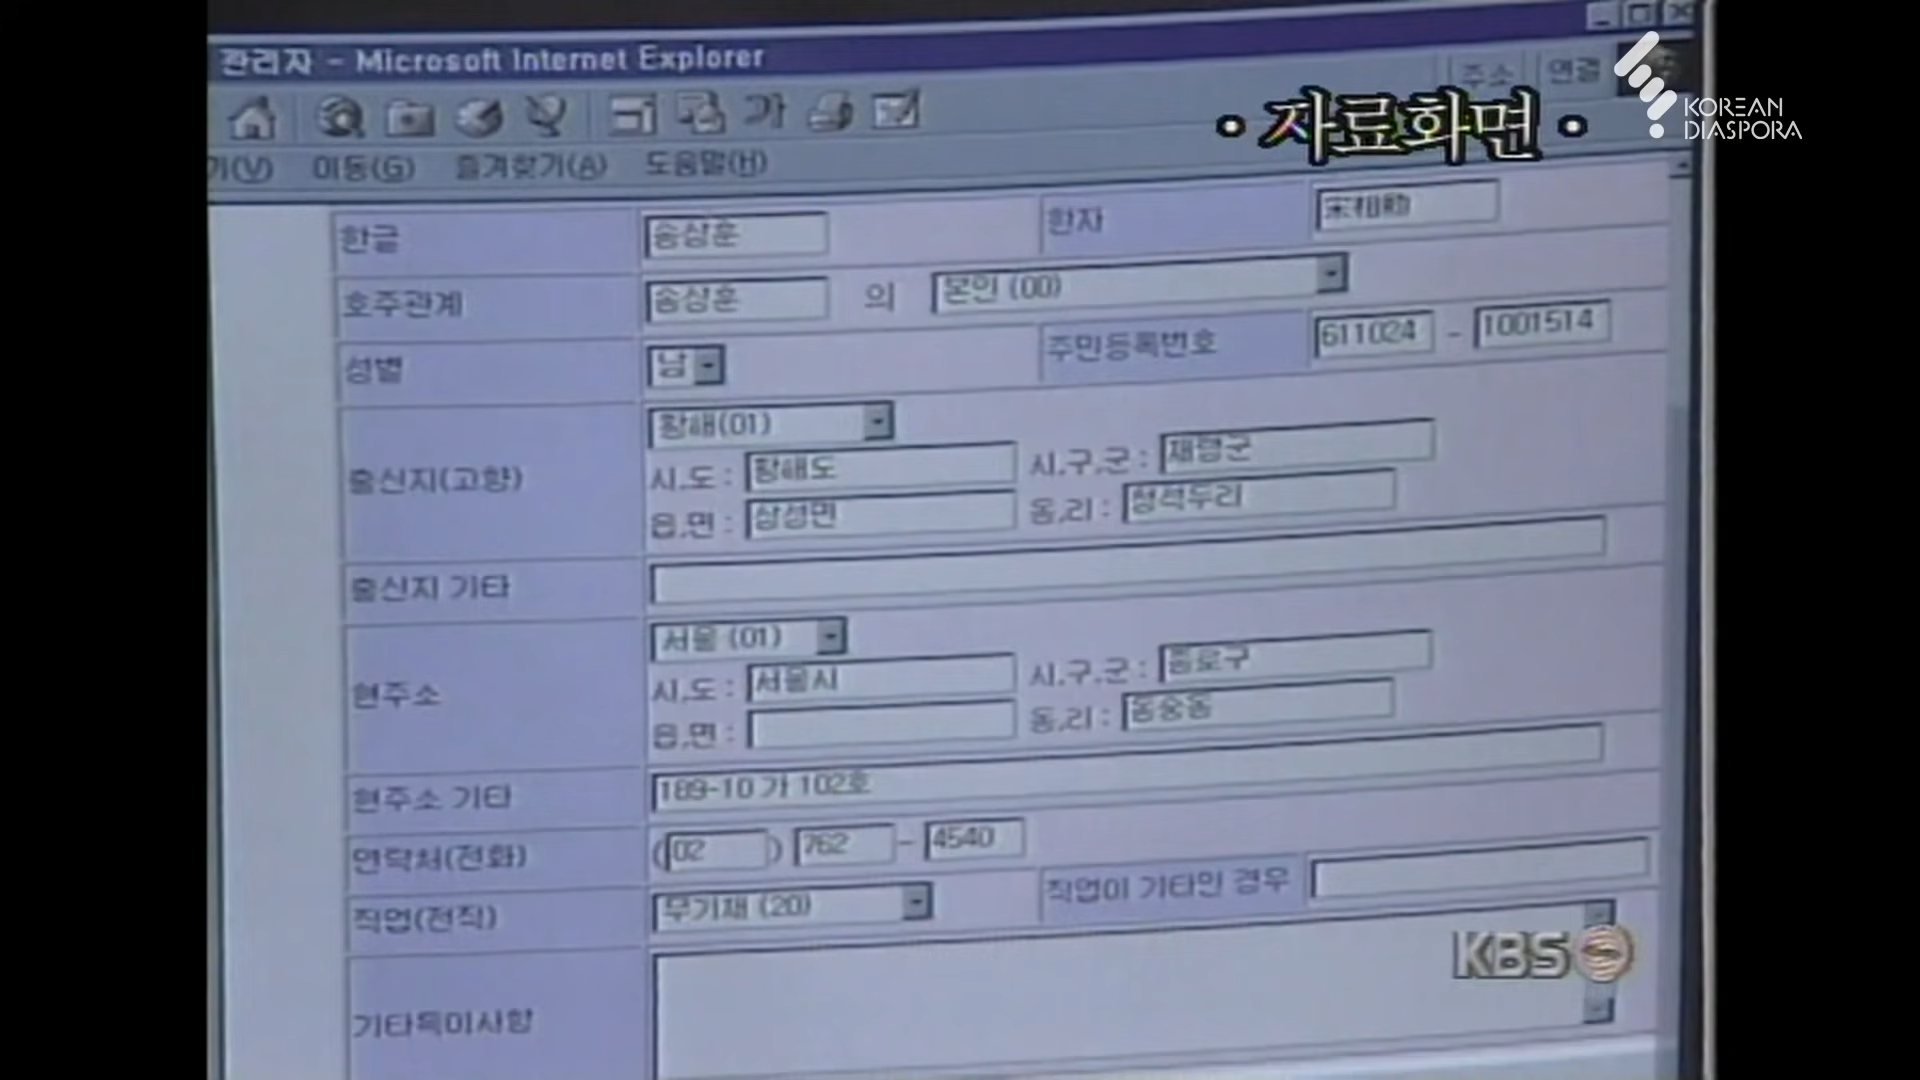 관리자 - Microsoft Internet Explorer
주소 연결
가
• 자료화면 •
KOREAN
DIASPORA
기(V) 이동(G) 즐겨찾기(A) 도움말(H)
한글 송상훈 한자
호주관계 송상훈 의 본인 (00)
성별 남 주민등록번호 611024 - 1001514
황해(01)
출신지(고향) 시.도 : 황해도 시.구.군 : 재령군
읍.면 : 삼성면 동.리 : 청석두리
출신지 기타
서울 (01)
현주소 시.도 : 서울시 시.구.군 : 종로구
읍.면 : 동.리 : 동숭동
현주소 기타 189-10 가 102호
연락처(전화) (02) 762 - 4540
직업(전직) 무기재 (20) 직업이 기타인 경우
KBS
기타특이사항